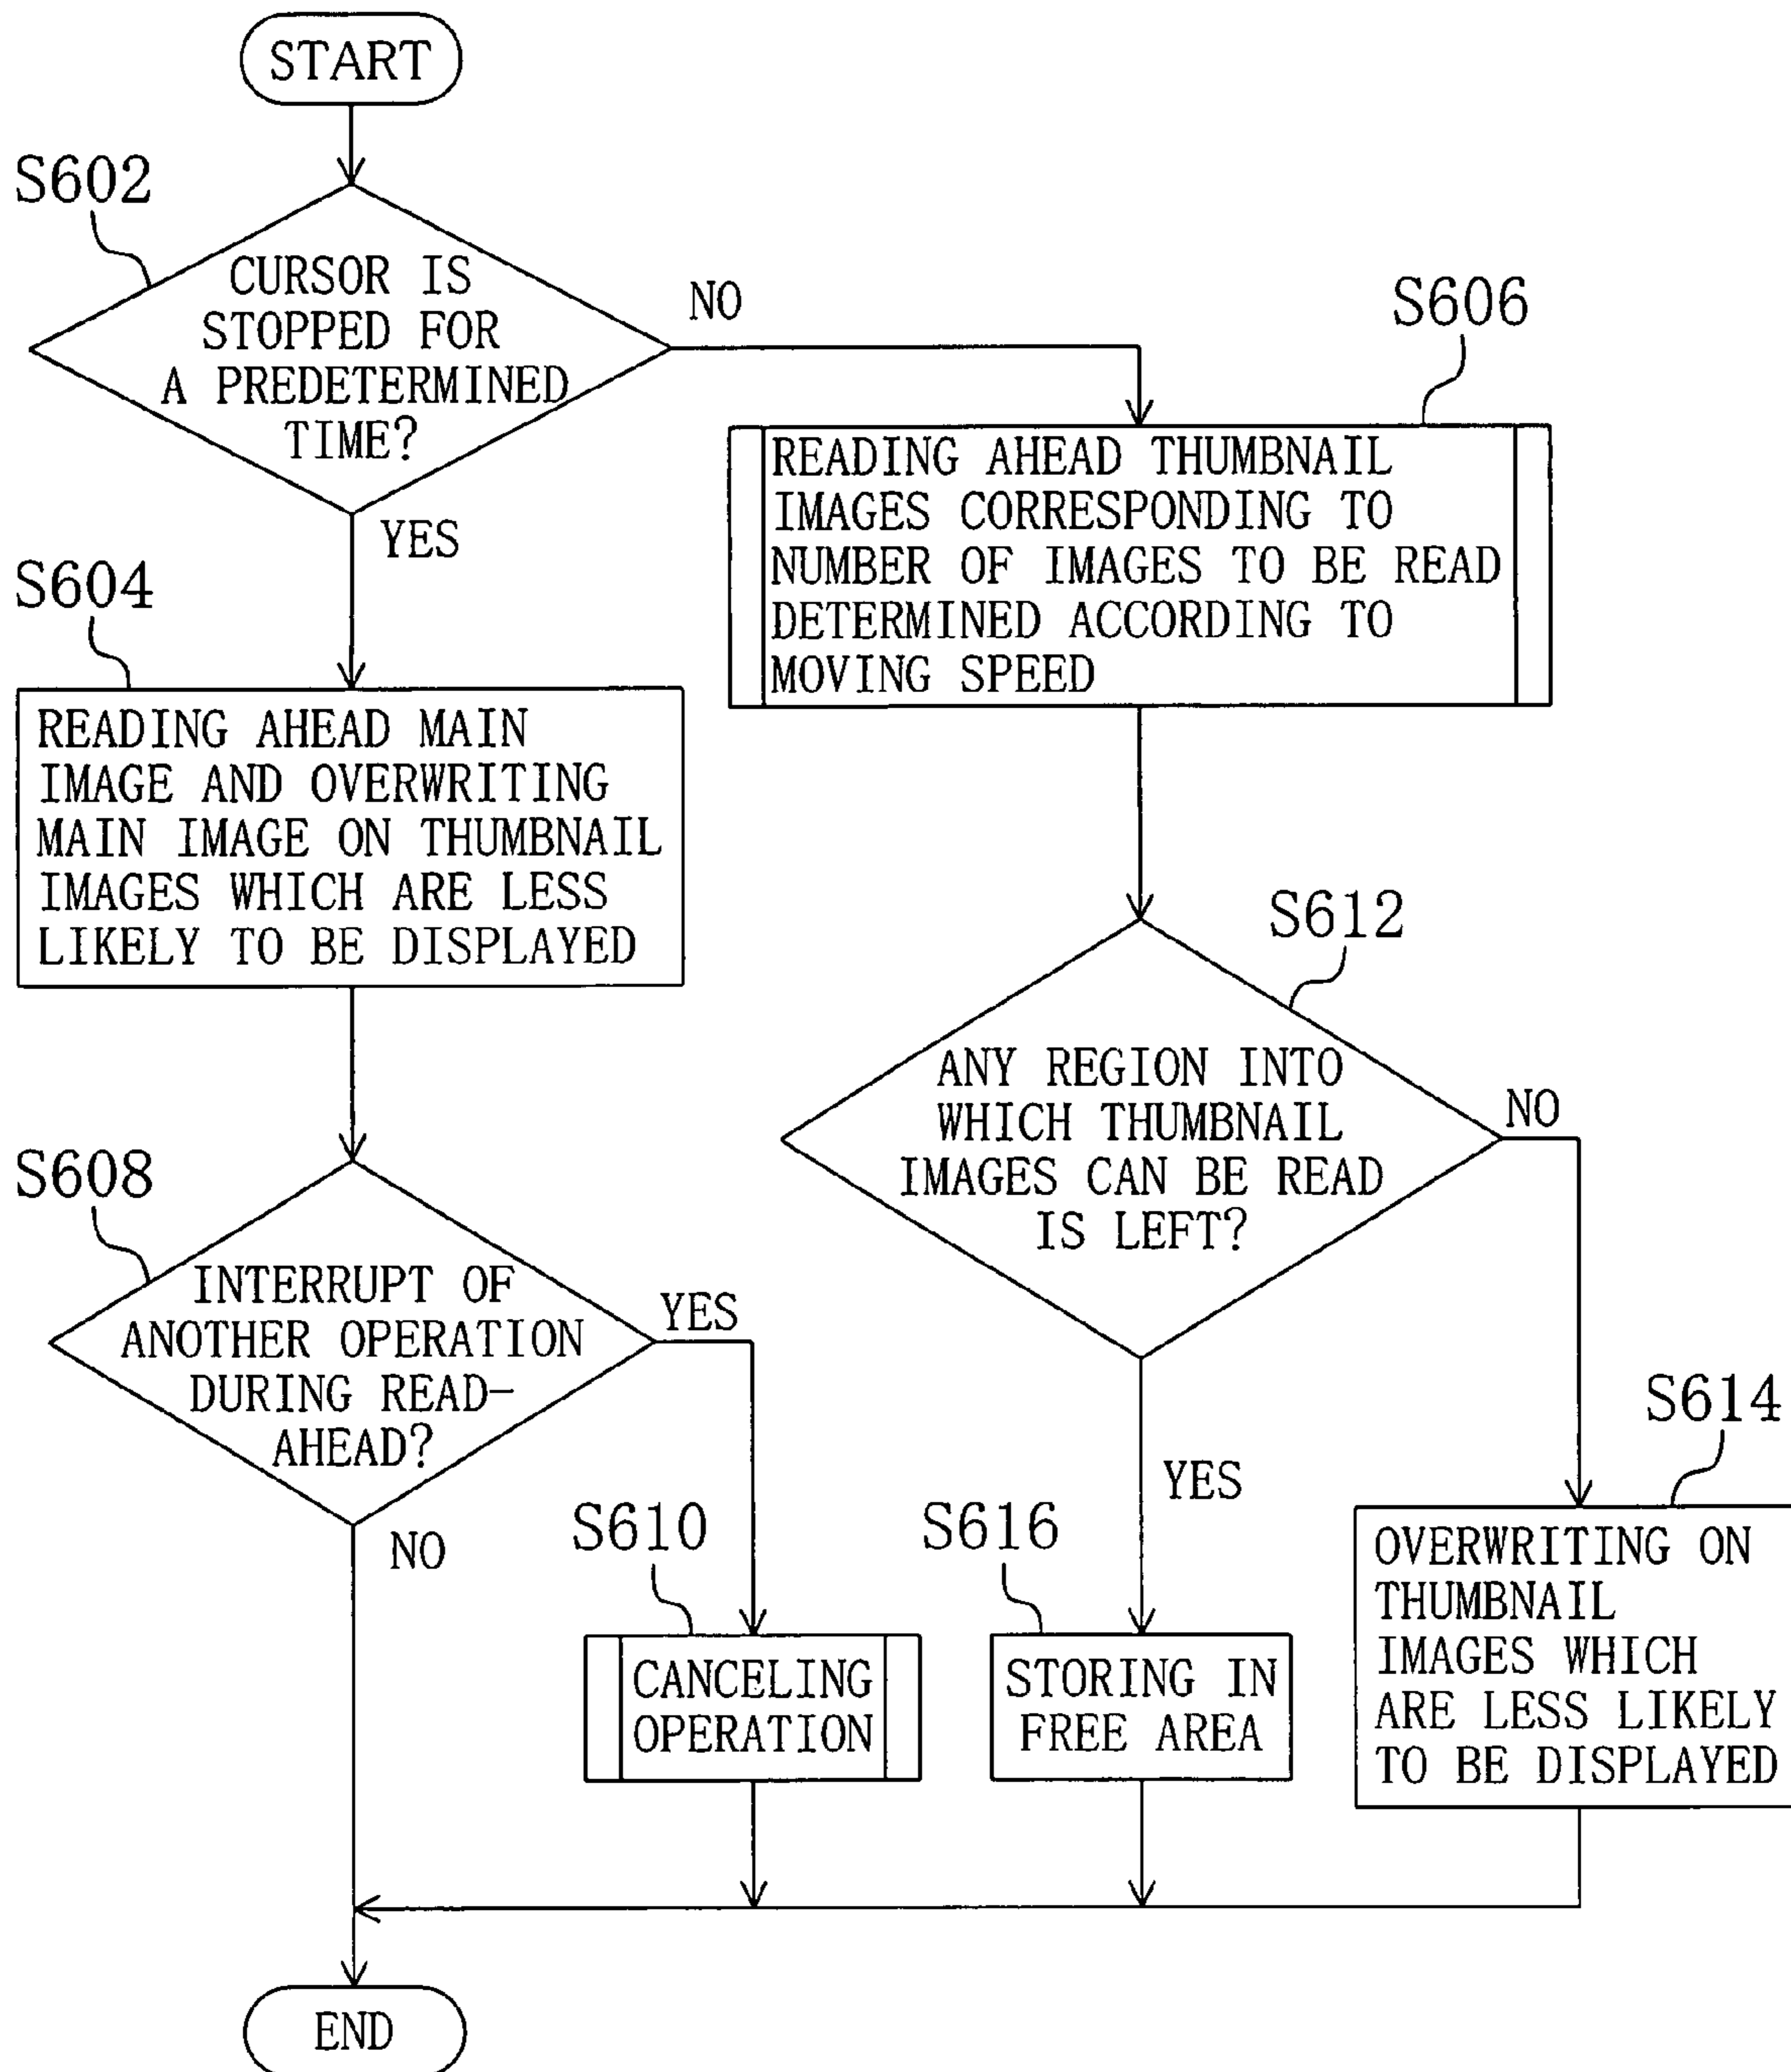 START
S602
CURSOR IS
STOPPED FOR
A PREDETERMINED
TIME?
NO
YES
S606
READING AHEAD THUMBNAIL
IMAGES CORRESPONDING TO
NUMBER OF IMAGES TO BE READ
DETERMINED ACCORDING TO
MOVING SPEED
S604
READING AHEAD MAIN
IMAGE AND OVERWRITING
MAIN IMAGE ON THUMBNAIL
IMAGES WHICH ARE LESS
LIKELY TO BE DISPLAYED
S612
ANY REGION INTO
WHICH THUMBNAIL
IMAGES CAN BE READ
IS LEFT?
NO
YES
S608
INTERRUPT OF
ANOTHER OPERATION
DURING READ-
AHEAD?
YES
NO
S610
CANCELING
OPERATION
S616
STORING IN
FREE AREA
S614
OVERWRITING ON
THUMBNAIL
IMAGES WHICH
ARE LESS LIKELY
TO BE DISPLAYED
END